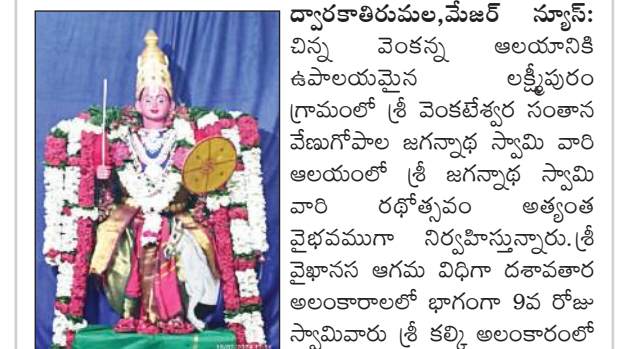 ద్వారకాతిరుమల,మేజర్ న్యూస్:
చిన్న వెంకన్న ఆలయానికి
ఉపాలయమైన లక్ష్మీపురం
గ్రామంలో శ్రీ వెంకటేశ్వర సంతాన
వేణుగోపాల జగన్నాథ స్వామి వారి
ఆలయంలో శ్రీ జగన్నాథ స్వామి
వారి రథోత్సవం అత్యంత
వైభవముగా నిర్వహిస్తున్నారు.శ్రీ
వైఖానస ఆగమ విధిగా దశావతార
అలంకారాలలో భాగంగా 9వ రోజు
స్వామివారు శ్రీ కల్కి అలంకారంలో